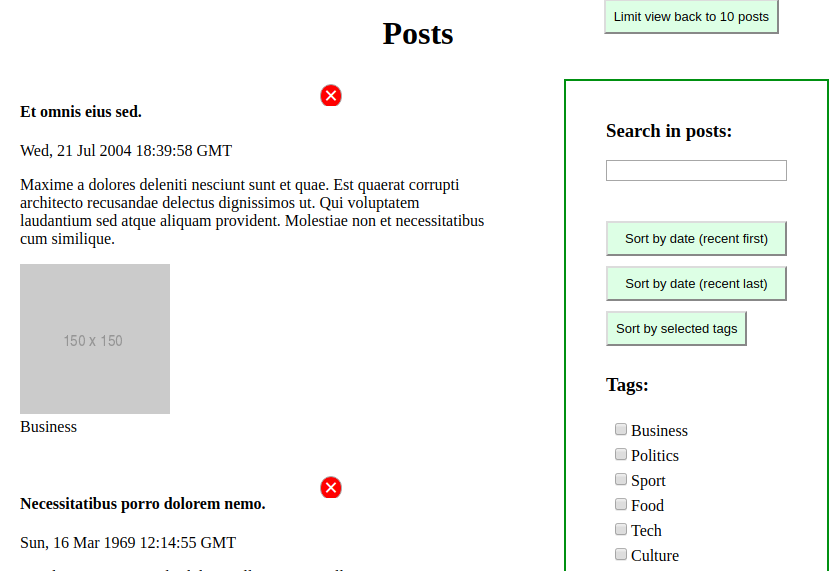 Limit view back to 10 posts
Posts
Et omnis eius sed.
Wed, 21 Jul 2004 18:39:58 GMT
Maxime a dolores deleniti nesciunt sunt et quae. Est quaerat corrupti
architecto recusandae delectus dignissimos ut. Qui voluptatem
laudantium sed atque aliquam provident. Molestiae non et necessitatibus
cum similique.
150 x 150
Business
Necessitatibus porro dolorem nemo.
Sun, 16 Mar 1969 12:14:55 GMT
Search in posts:
Sort by date (recent first)
Sort by date (recent last)
Sort by selected tags
Tags:
Business
Politics
Sport
Food
Tech
Culture